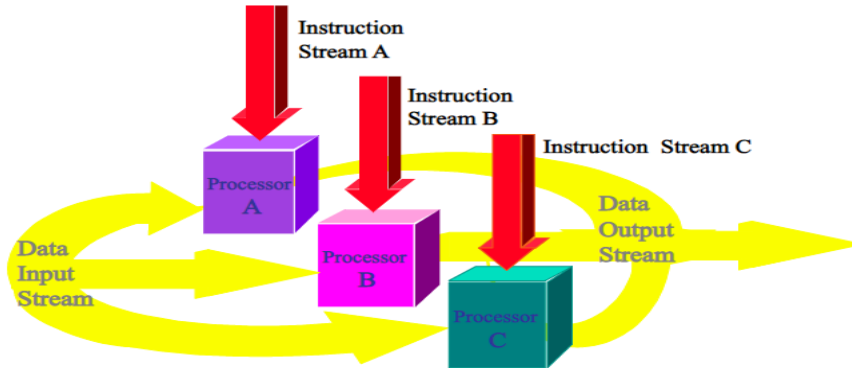 Instruction
Stream A
Instruction
Stream B
Instruction Stream C
Processor
A
Processor
B
Processor
C
Data
Input
Stream
Data
Output
Stream